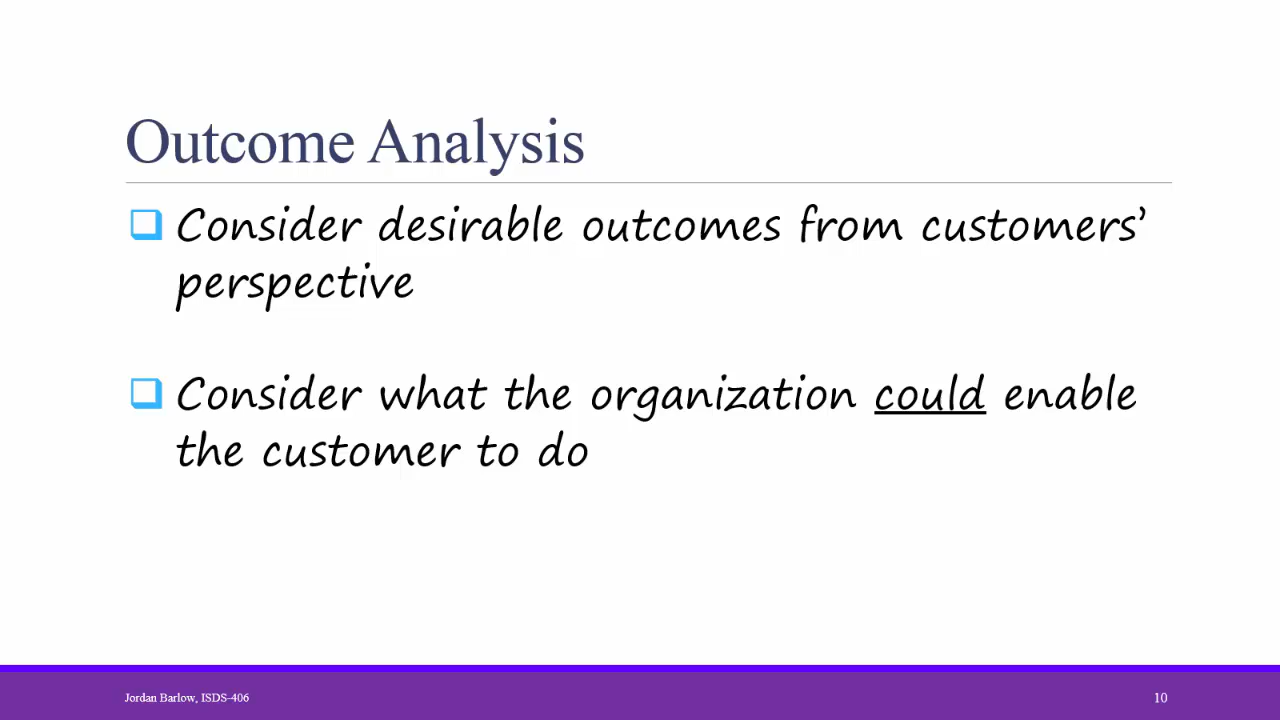 Outcome Analysis
Consider desirable outcomes from customers’
perspective
Consider what the organization could enable
the customer to do
Jordan Barlow, ISDS-406
10